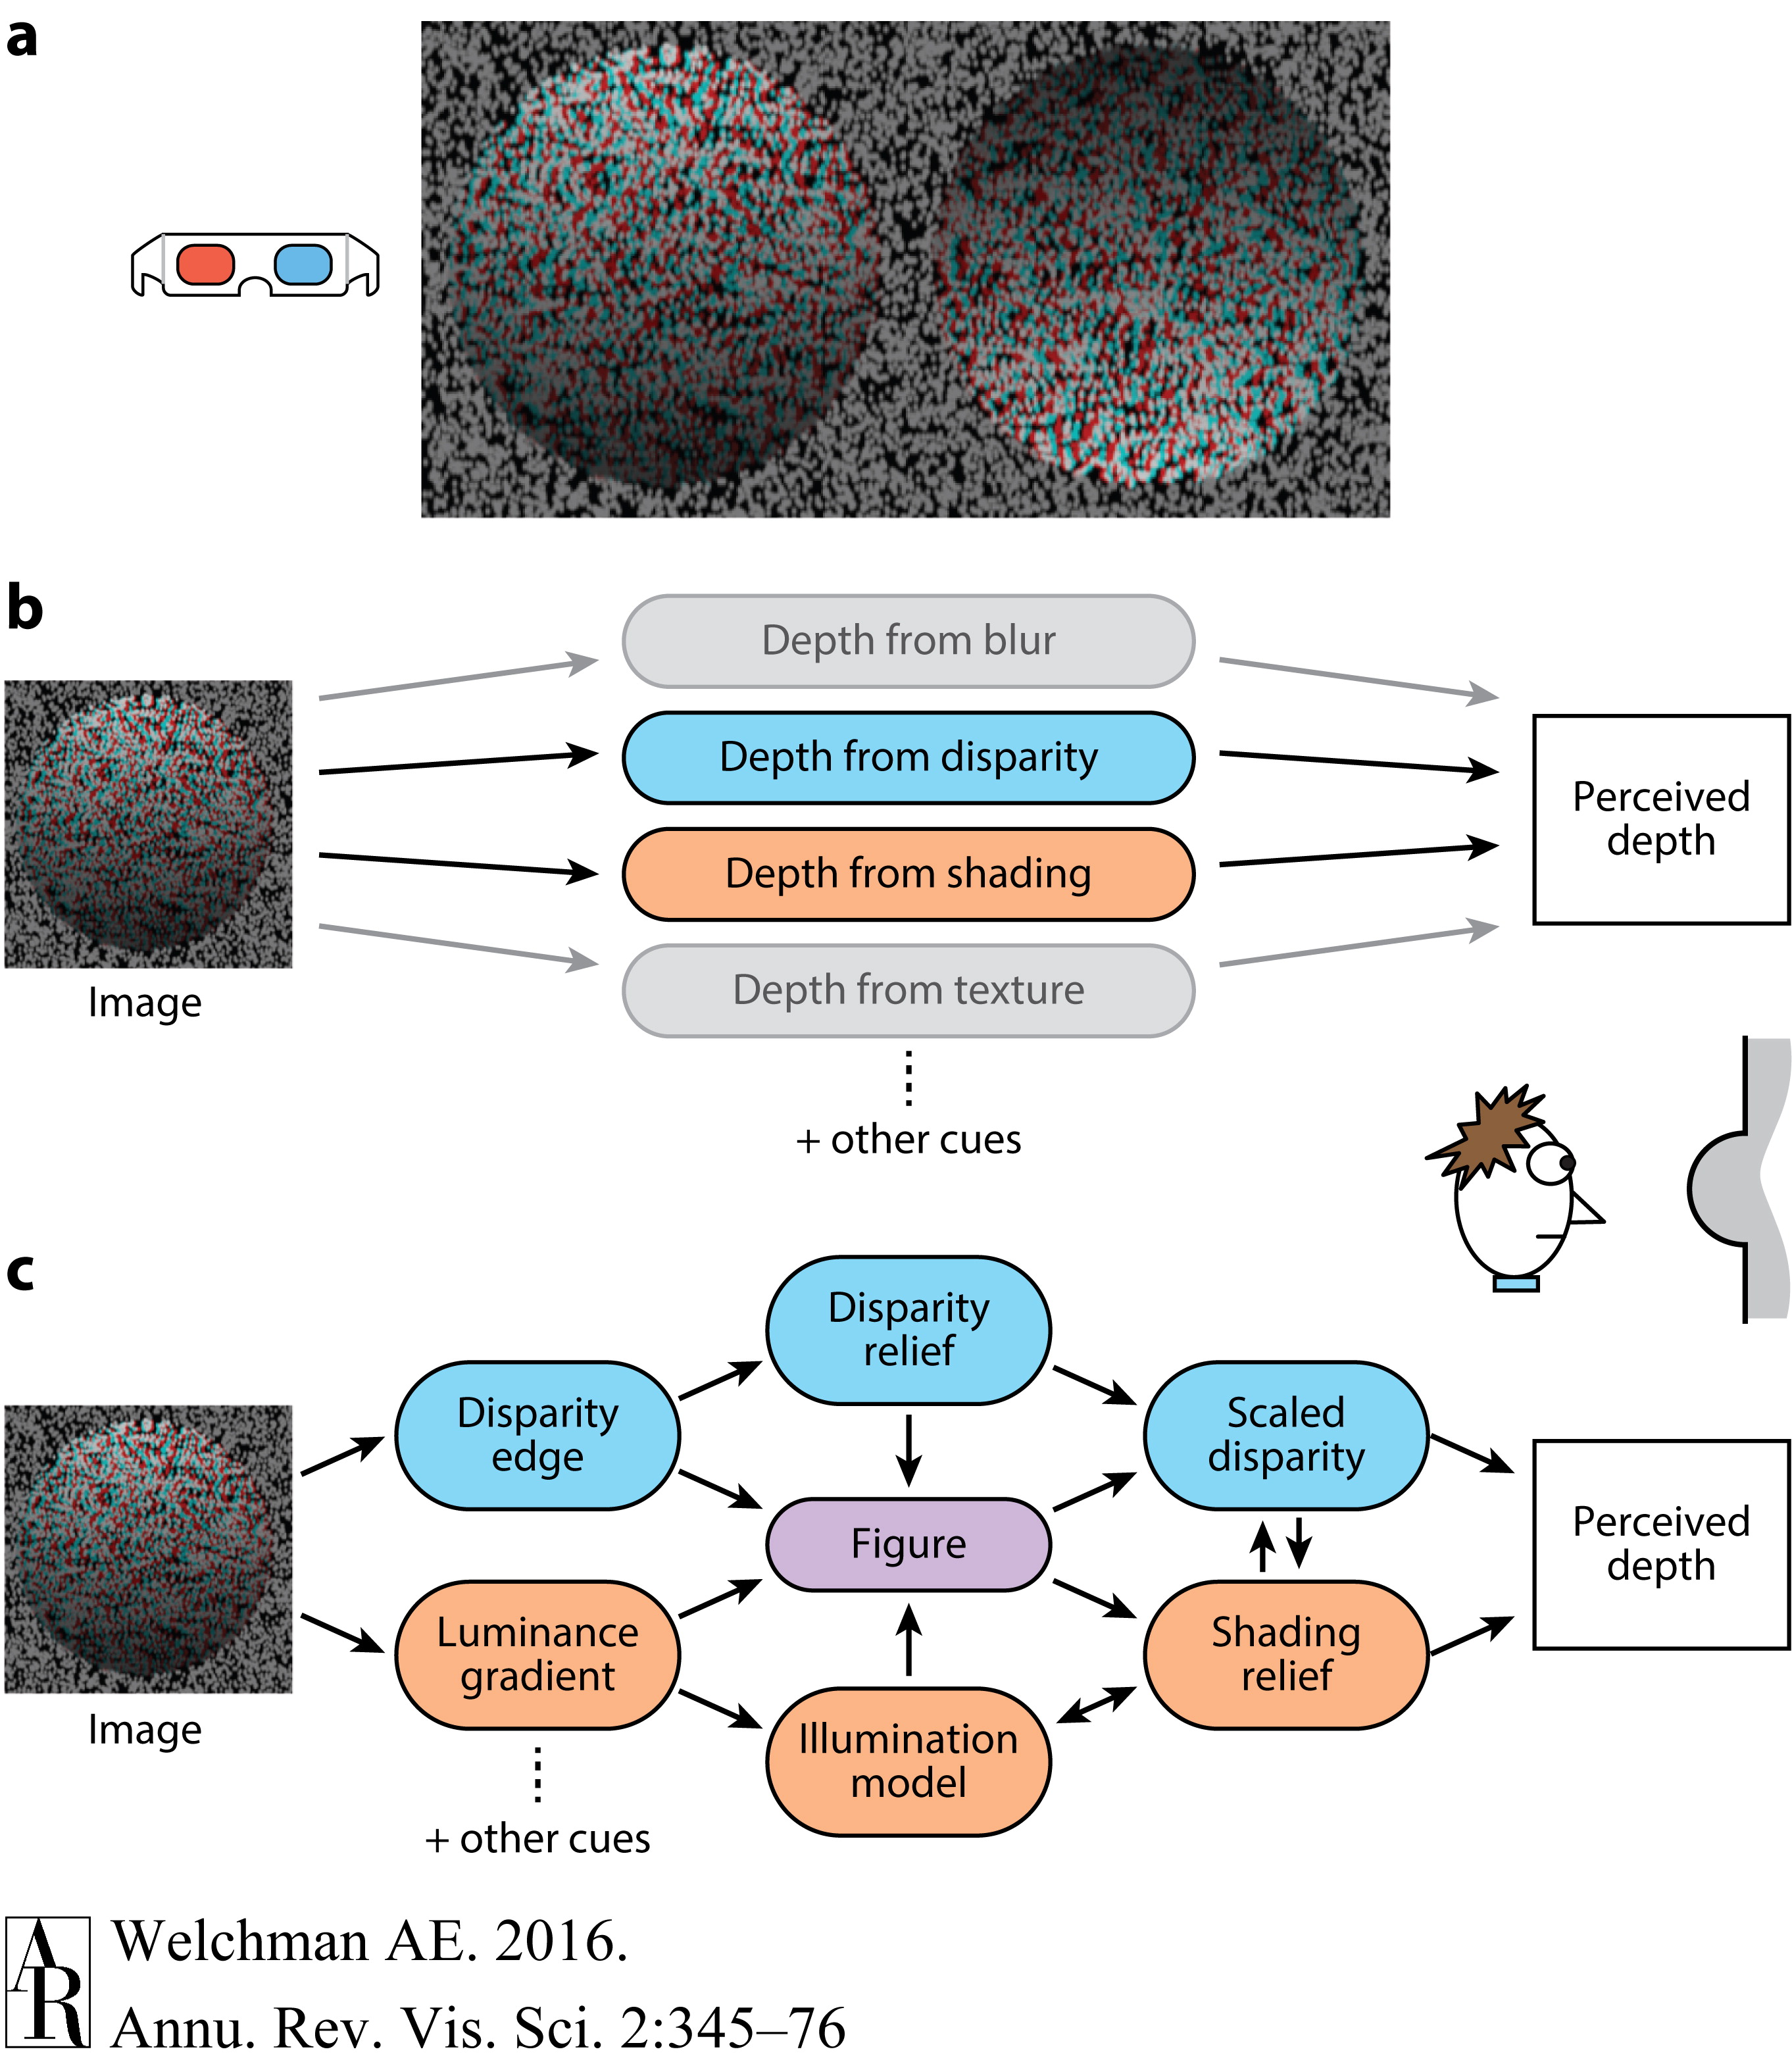 a
b
Depth from blur
Depth from disparity
Depth from shading
Depth from texture
+ other cues
Image
Perceived
depth
c
Disparity
relief
Disparity
edge
Scaled
disparity
Figure
Luminance
gradient
Shading
relief
Illumination
model
+ other cues
Image
Perceived
depth
AR
Welchman AE. 2016.
Annu. Rev. Vis. Sci. 2:345–76